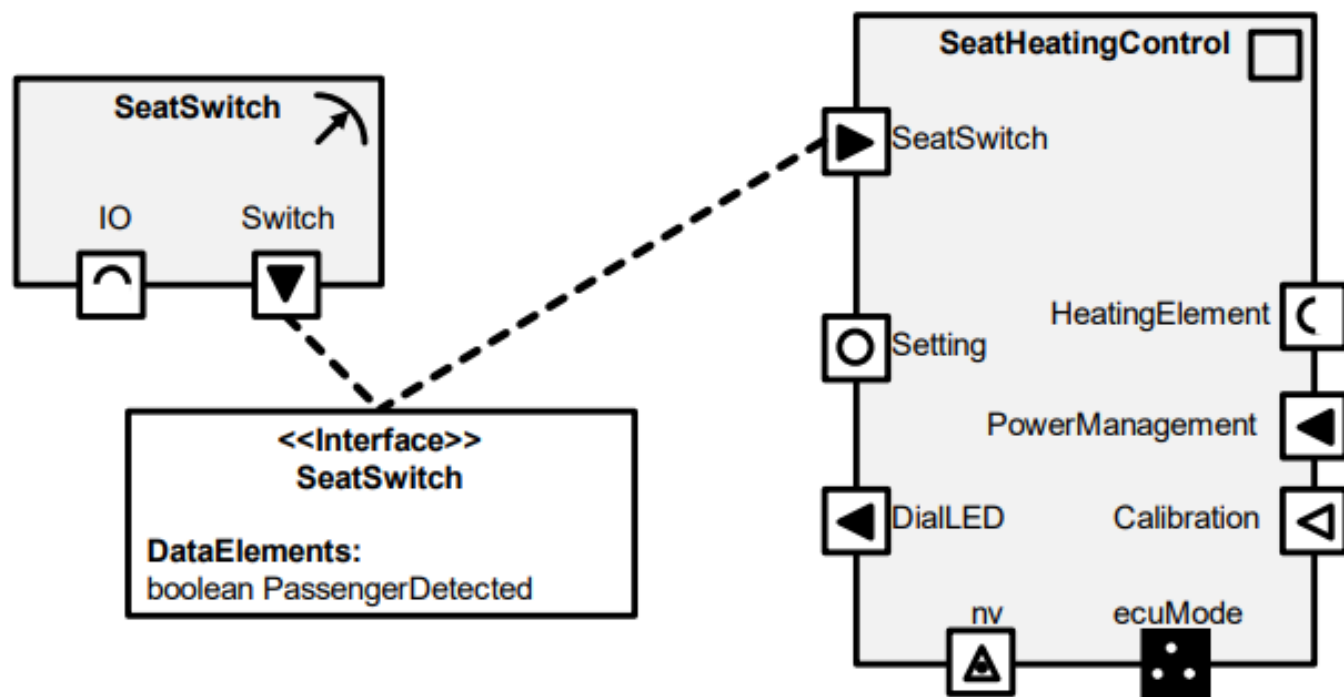 SeatSwitch
IO
Switch
<<Interface>>
SeatSwitch
DataElements:
boolean PassengerDetected
SeatHeatingControl
SeatSwitch
Setting
DialLED
HeatingElement
PowerManagement
Calibration
nv
ecuMode